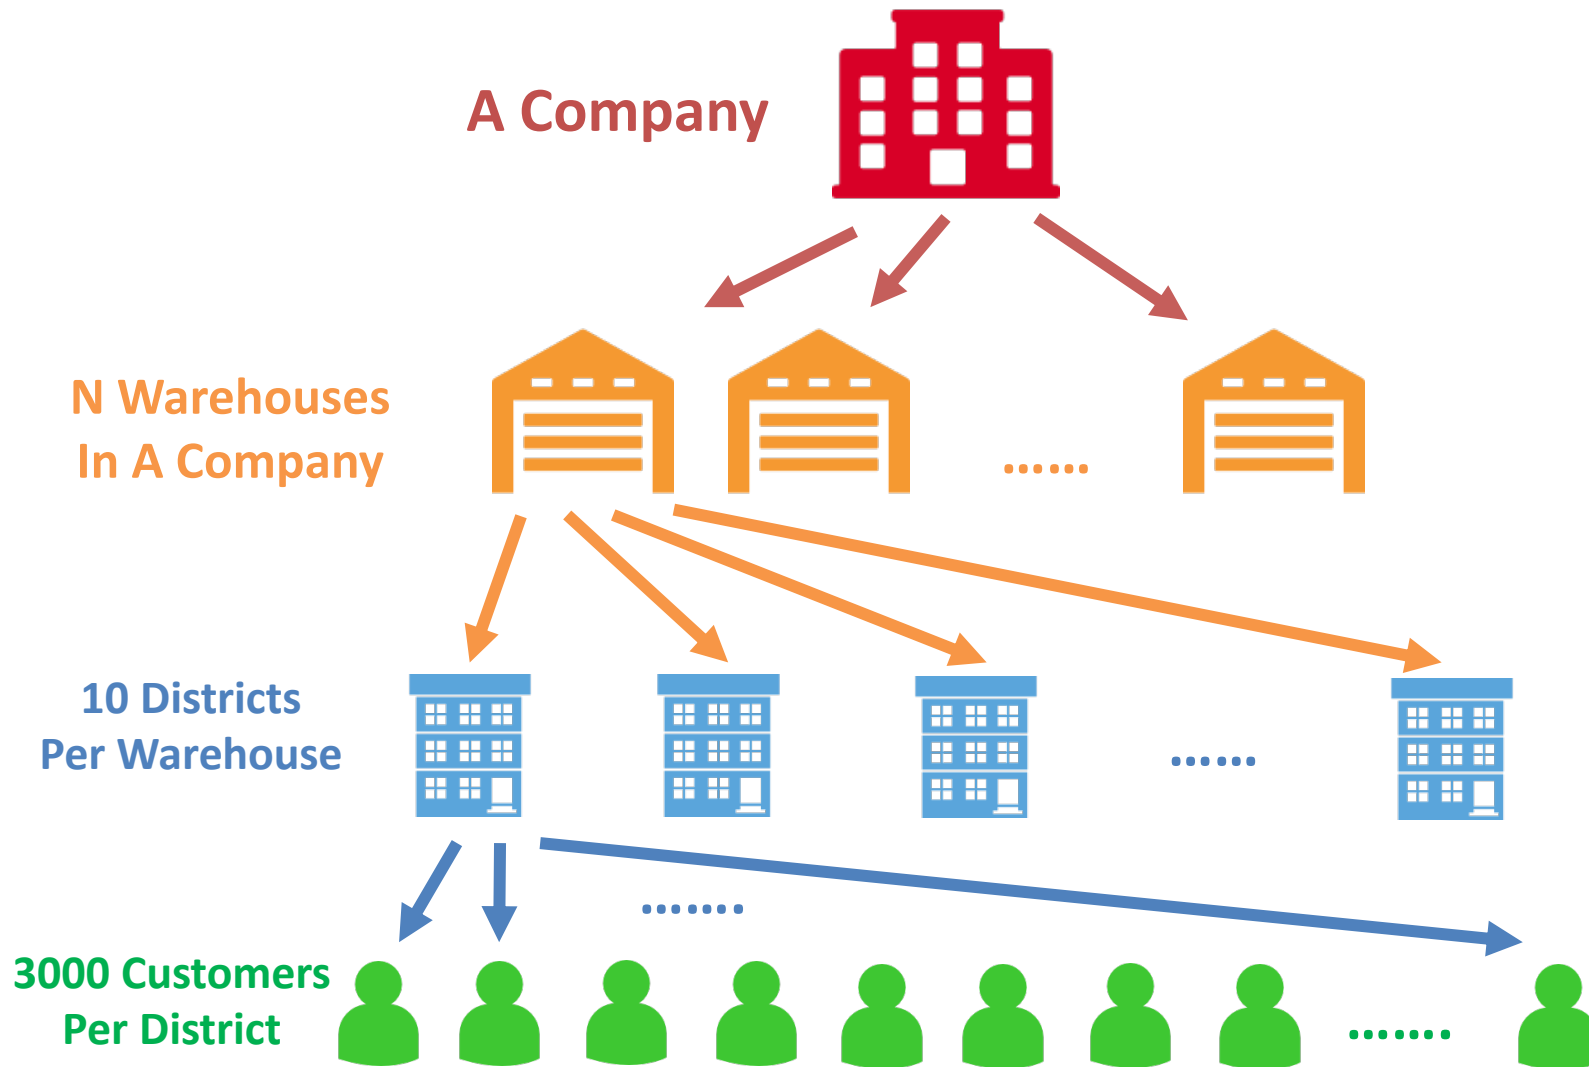 A Company
N Warehouses
In A Company
10 Districts
Per Warehouse
3000 Customers
Per District